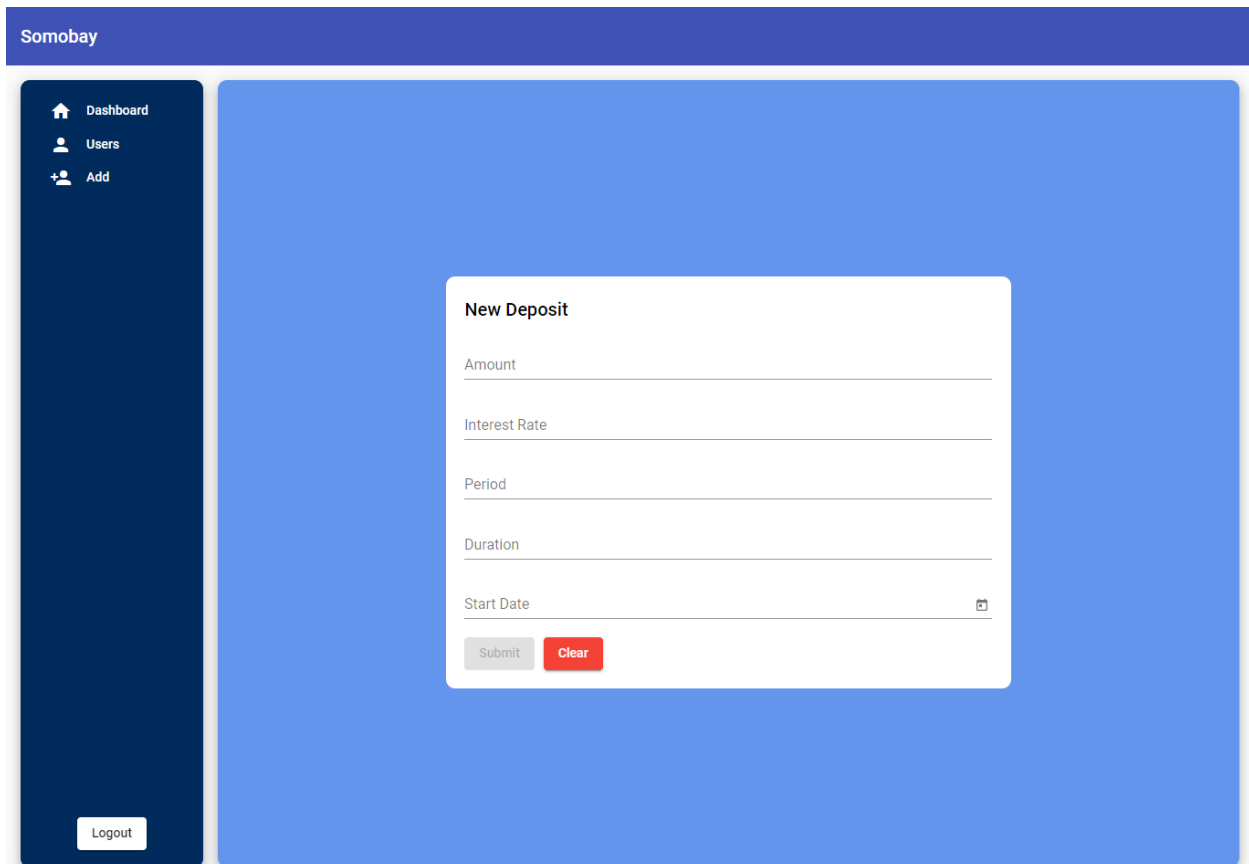 Somobay
Dashboard
Users
Add
Logout
New Deposit
Amount
Interest Rate
Period
Duration
Start Date
Submit Clear